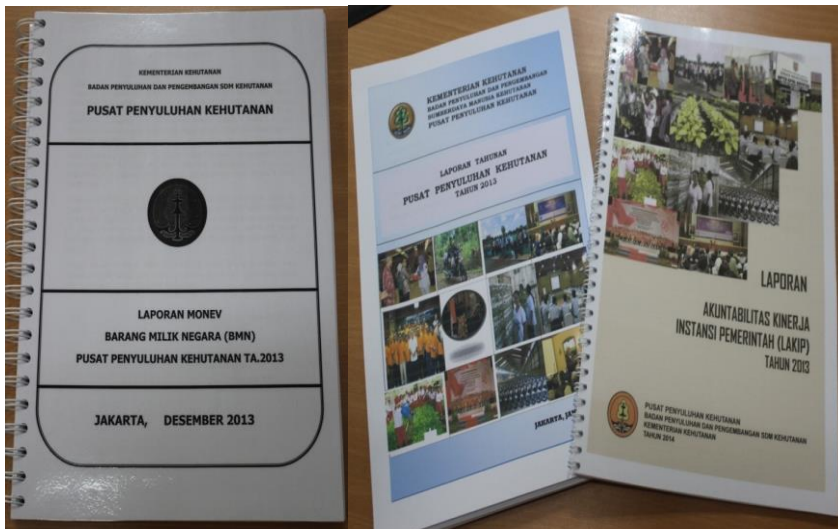 KEMENTERIAN KEHUTANAN
BADAN PENYULUHAN DAN PENGEMBANGAN SDM KEHUTANAN
PUSAT PENYULUHAN KEHUTANAN
LAPORAN MONEV
BARANG MILIK NEGARA (BMN)
PUSAT PENYULUHAN KEHUTANAN TA.2013
JAKARTA, DESEMBER 2013
KEMENTERIAN KEHUTANAN
BADAN PENYULUHAN DAN PENGEMBANGAN
SUMBERDAYA MANUSIA KEHUTANAN
PUSAT PENYULUHAN KEHUTANAN
LAPORAN TAHUNAN
PUSAT PENYULUHAN KEHUTANAN
TAHUN 2013
JAKARTA,
LAPORAN
AKUNTABILITAS KINERJA
INSTANSI PEMERINTAH (LAKIP)
TAHUN 2013
PUSAT PENYULUHAN KEHUTANAN
BADAN PENYULUHAN DAN PENGEMBANGAN SDM KEHUTANAN
KEMENTERIAN KEHUTANAN
TAHUN 2014